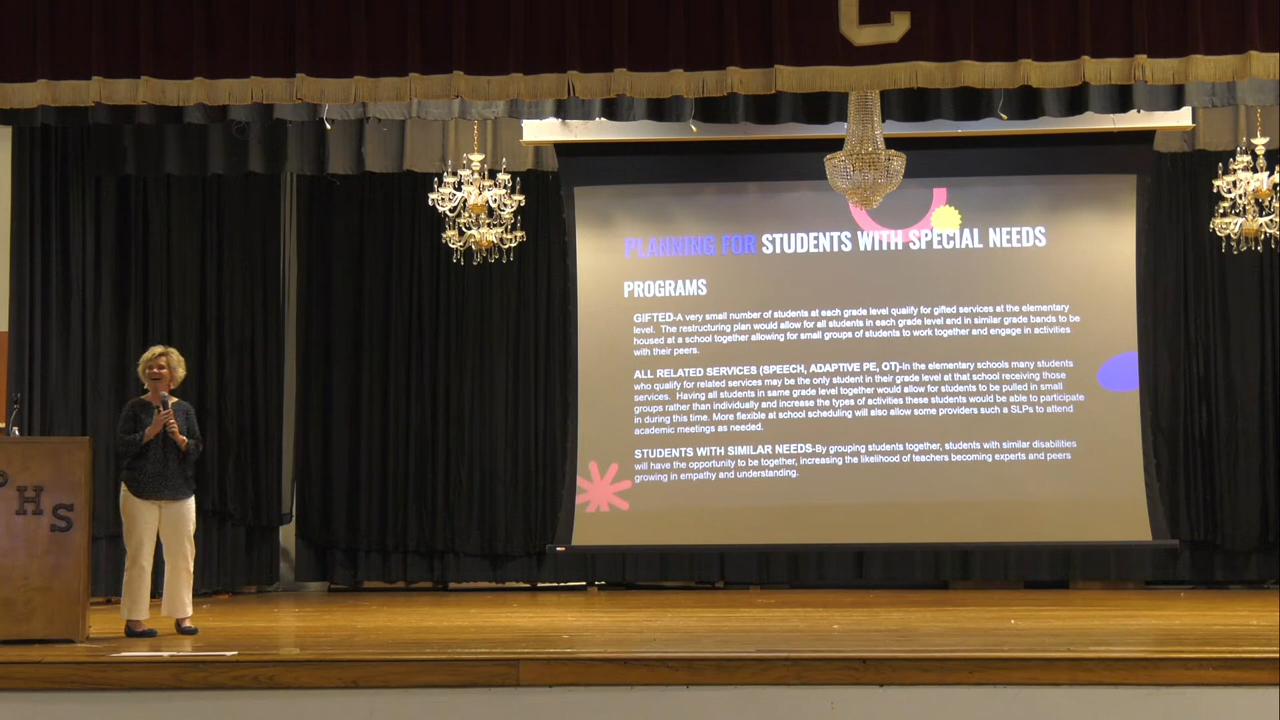 C
PLANNING FOR STUDENTS WITH SPECIAL NEEDS
PROGRAMS
GIFTED-A very small number of students at each grade level qualify for gifted services at the elementary
level. The restructuring plan would allow for all students in each grade level and in similar grade bands to be
housed at a school together allowing for small groups of students to work together and engage in activities
with their peers.
ALL RELATED SERVICES (SPEECH, ADAPTIVE PE, OT)-In the elementary schools many students
who qualify for related services may be the only student in their grade level at that school receiving those
services. Having all students in same grade level together would allow for students to be pulled in small
groups rather than individually and increase the types of activities these students would be able to participate
in during this time. More flexible at school scheduling will also allow some providers such a SLPs to attend
academic meetings as needed.
STUDENTS WITH SIMILAR NEEDS-By grouping students together, students with similar disabilities
will have the opportunity to be together, increasing the likelihood of teachers becoming experts and peers
growing in empathy and understanding.
PHS